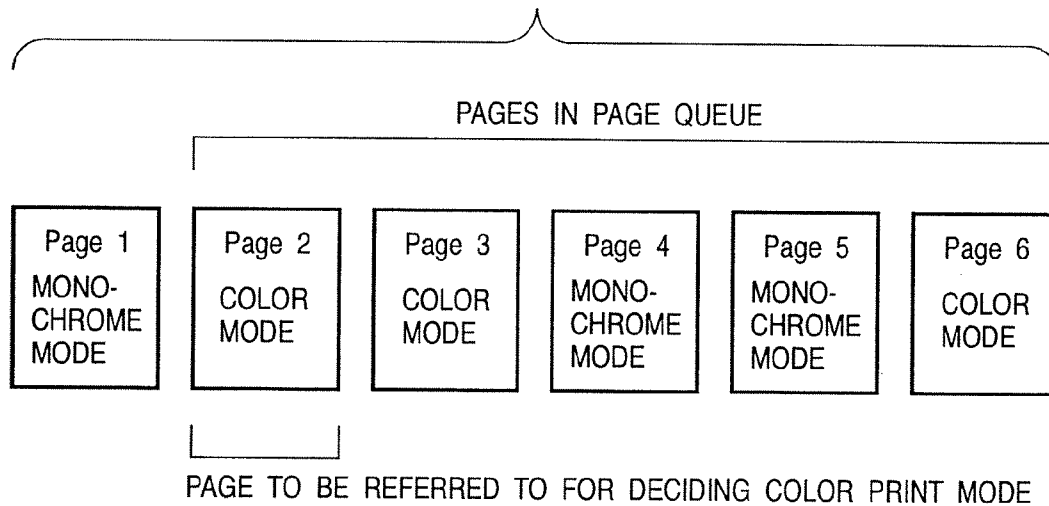 PAGES IN PAGE QUEUE
Page 1
MONO-
CHROME
MODE
Page 2
COLOR
MODE
Page 3
COLOR
MODE
Page 4
MONO-
CHROME
MODE
Page 5
MONO-
CHROME
MODE
Page 6
COLOR
MODE
PAGE TO BE REFERRED TO FOR DECIDING COLOR PRINT MODE